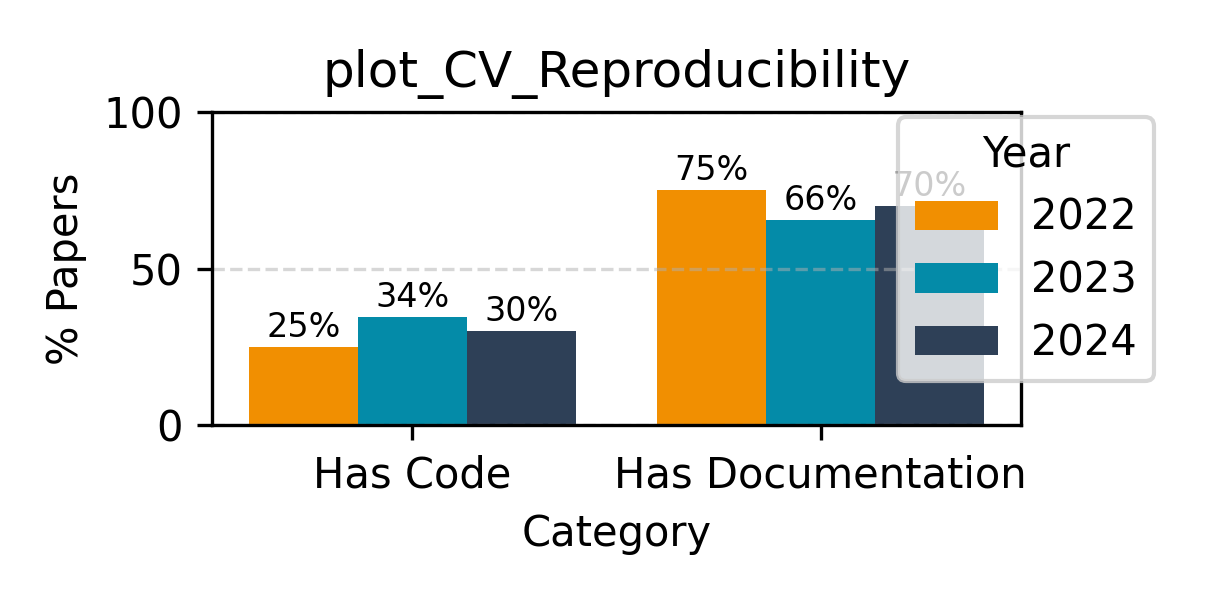 plot_CV_Reproducibility
100
50
0
% Papers
25%
34%
30%
75%
66%
70%
Year
2022
2023
2024
Has Code
Has Documentation
Category